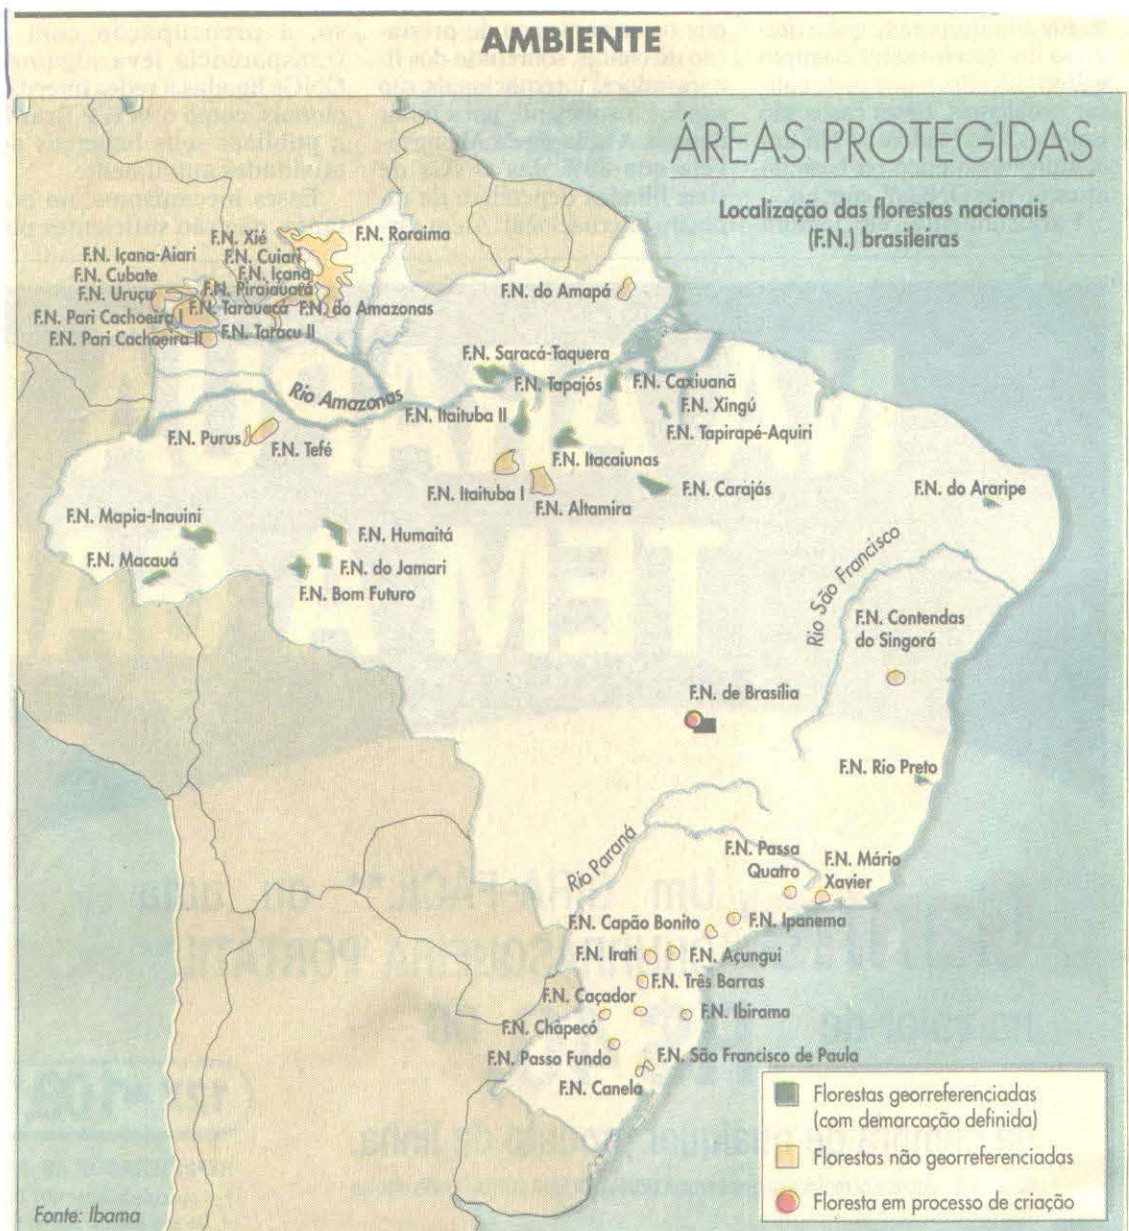 AMBIENTE
ÁREAS PROTEGIDAS
Localização das florestas nacionais
(F.N.) brasileiras
F.N. Xié
F.N. Roraima
F.N. Içana-Aiari
F.N. Cuiari
F.N. Cubate
F.N. Içana
F.N. Uruçu
F.N. Piraiauara
F.N. do Amapá
F.N. Pari Cachoeira I
F.N. Tarauacá
F.N. do Amazonas
F.N. Pari Cachoeira II
F.N. Taracu II
F.N. Saracá-Taquera
F.N. Tapajós
F.N. Caxiuanã
Rio Amazonas
F.N. Itaituba II
F.N. Xingú
F.N. Purus
F.N. Tefé
F.N. Tapirapé-Aquiri
F.N. Itacaiunas
F.N. Itaituba I
F.N. Carajás
F.N. do Araripe
F.N. Altamira
F.N. Mapia-Inauini
F.N. Humaitá
F.N. Macauá
F.N. do Jamari
F.N. Bom Futuro
Rio São Francisco
F.N. Contendas
do Singorá
F.N. de Brasília
F.N. Rio Preto
Rio Paraná
F.N. Passa
Quatro
F.N. Mário
Xavier
F.N. Capão Bonito
F.N. Ipanema
F.N. Irati
F.N. Açungui
F.N. Três Barras
F.N. Caçador
F.N. Ibirama
F.N. Chapecó
F.N. Passo Fundo
F.N. São Francisco de Paula
F.N. Canela
Florestas georreferenciadas
(com demarcação definida)
Florestas não georreferenciadas
Floresta em processo de criação
Fonte: Ibama